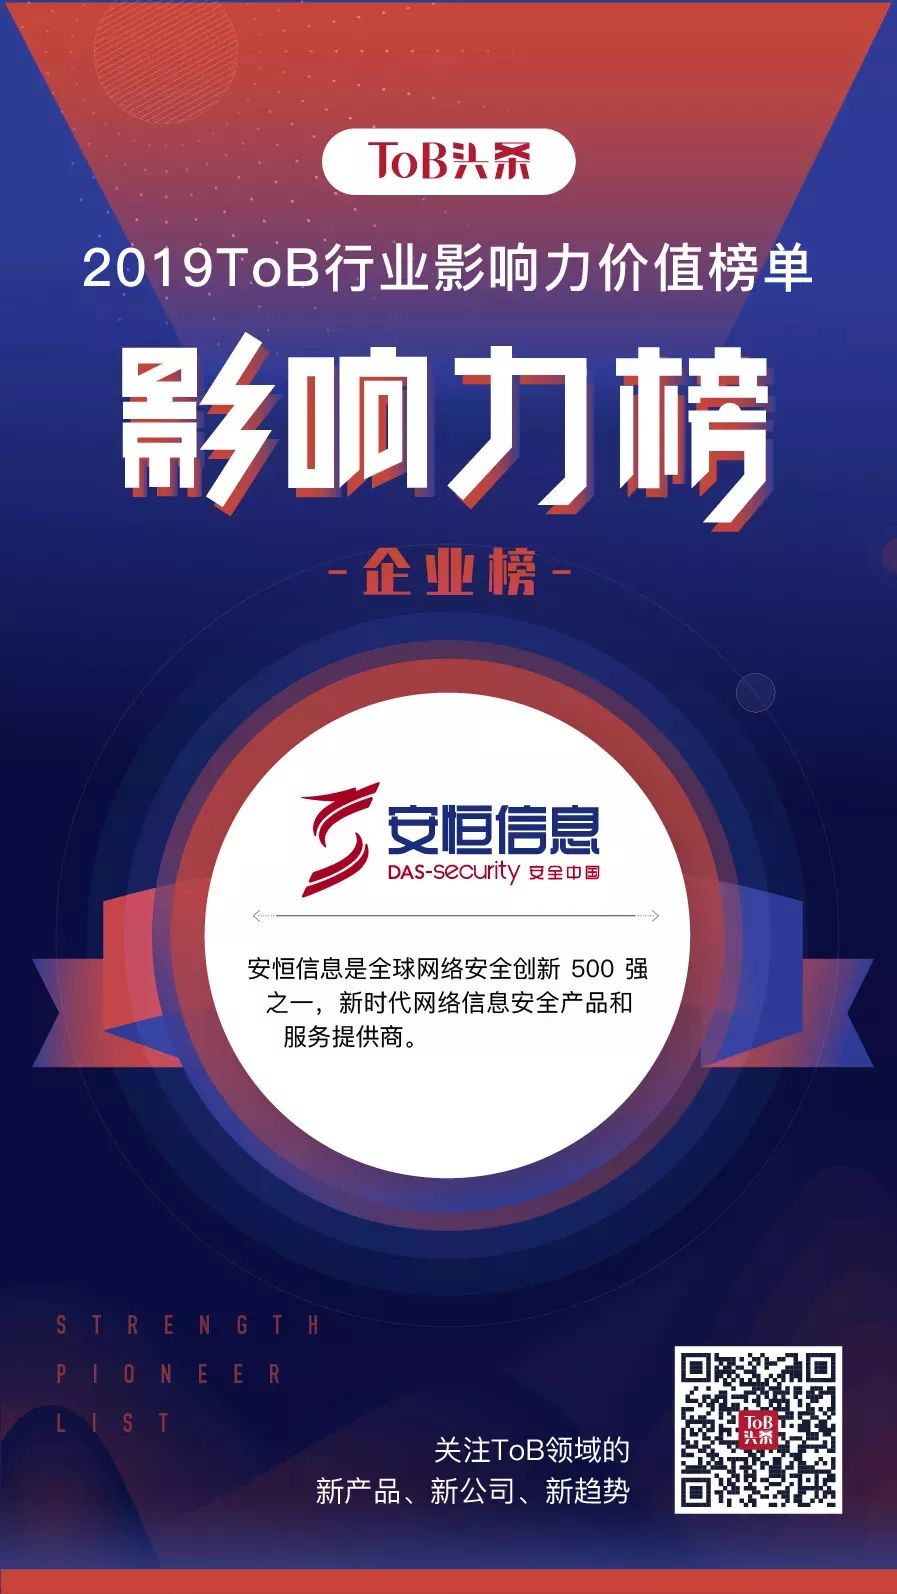 ToB头条
2019ToB行业影响力价值榜单
影响力榜
-企业榜-
安恒信息
DAS-security 安全中国
安恒信息是全球网络安全创新 500 强
之一，新时代网络信息安全产品和
服务提供商。
STRENGTH
PIONEER
LIST
关注ToB领域的
新产品、新公司、新趋势
ToB
头条